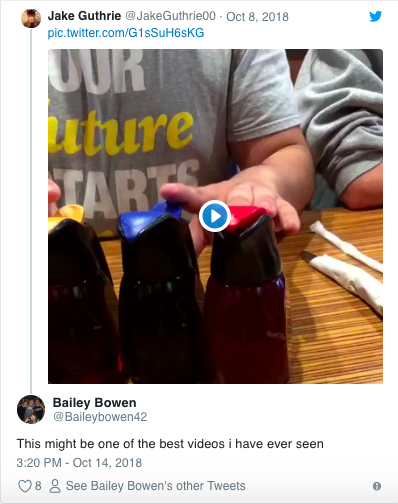 Jake Guthrie @JakeGuthrie00 · Oct 8, 2018
pic.twitter.com/G1sSuH6sKG
OUR
future
TARTS
Bailey Bowen
@Baileybowen42
This might be one of the best videos i have ever seen
3:20 PM - Oct 14, 2018
8 See Bailey Bowen's other Tweets